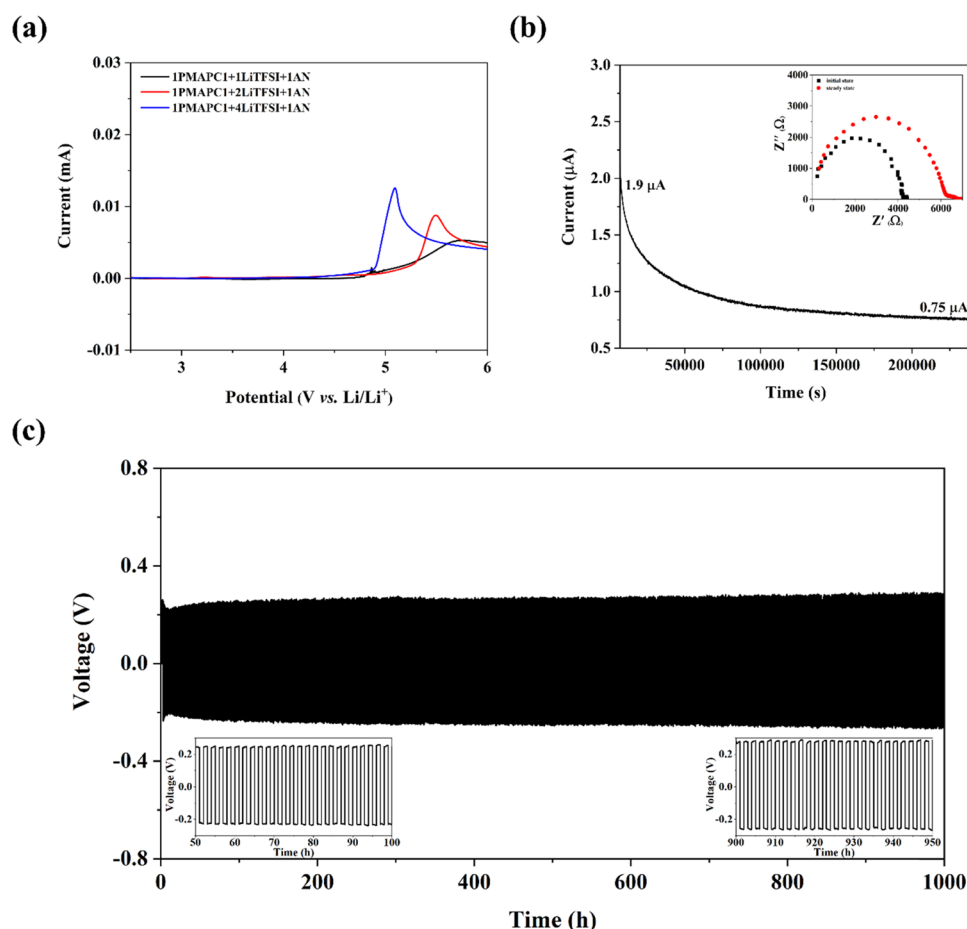 (a)
0.03
0.02
0.01
0.00
-0.01
Current (mA)
1PMAPC1+1LiTFSI+1AN
1PMAPC1+2LiTFSI+1AN
1PMAPC1+4LiTFSI+1AN
3 4 5 6
Potential (V vs. Li/Li+)
(b)
3.0
2.5
2.0
1.5
1.0
0.5
Current (μA)
1.9 μA
0.75 μA
50000 100000 150000 200000
Time (s)
4000
3000
2000
1000
0
Z′′ (Ω)
initial state
steady state
0 2000 4000 6000
Z′ (Ω)
(c)
0.8
0.4
0.0
-0.4
-0.8
Voltage (V)
0 200 400 600 800 1000
Time (h)
0.2
0.0
-0.2
Voltage (V)
50 60 70 80 90 100
Time (h)
0.2
0.0
-0.2
Voltage (V)
900 910 920 930 940 950
Time (h)